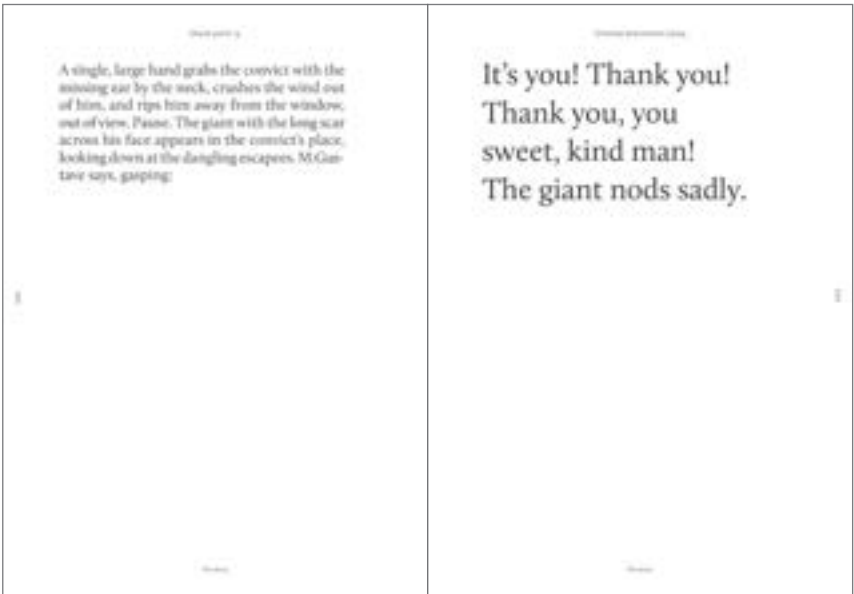 A single, large hand grabs the convict with the
missing ear by the neck, crushes the wind out
of him, and rips him away from the window,
out of view. Pause. The giant with the long scar
across his face appears in the convict's place,
looking down at the dangling escapees. M.Gus-
tave says, gasping:
It's you! Thank you!
Thank you, you
sweet, kind man!
The giant nods sadly.